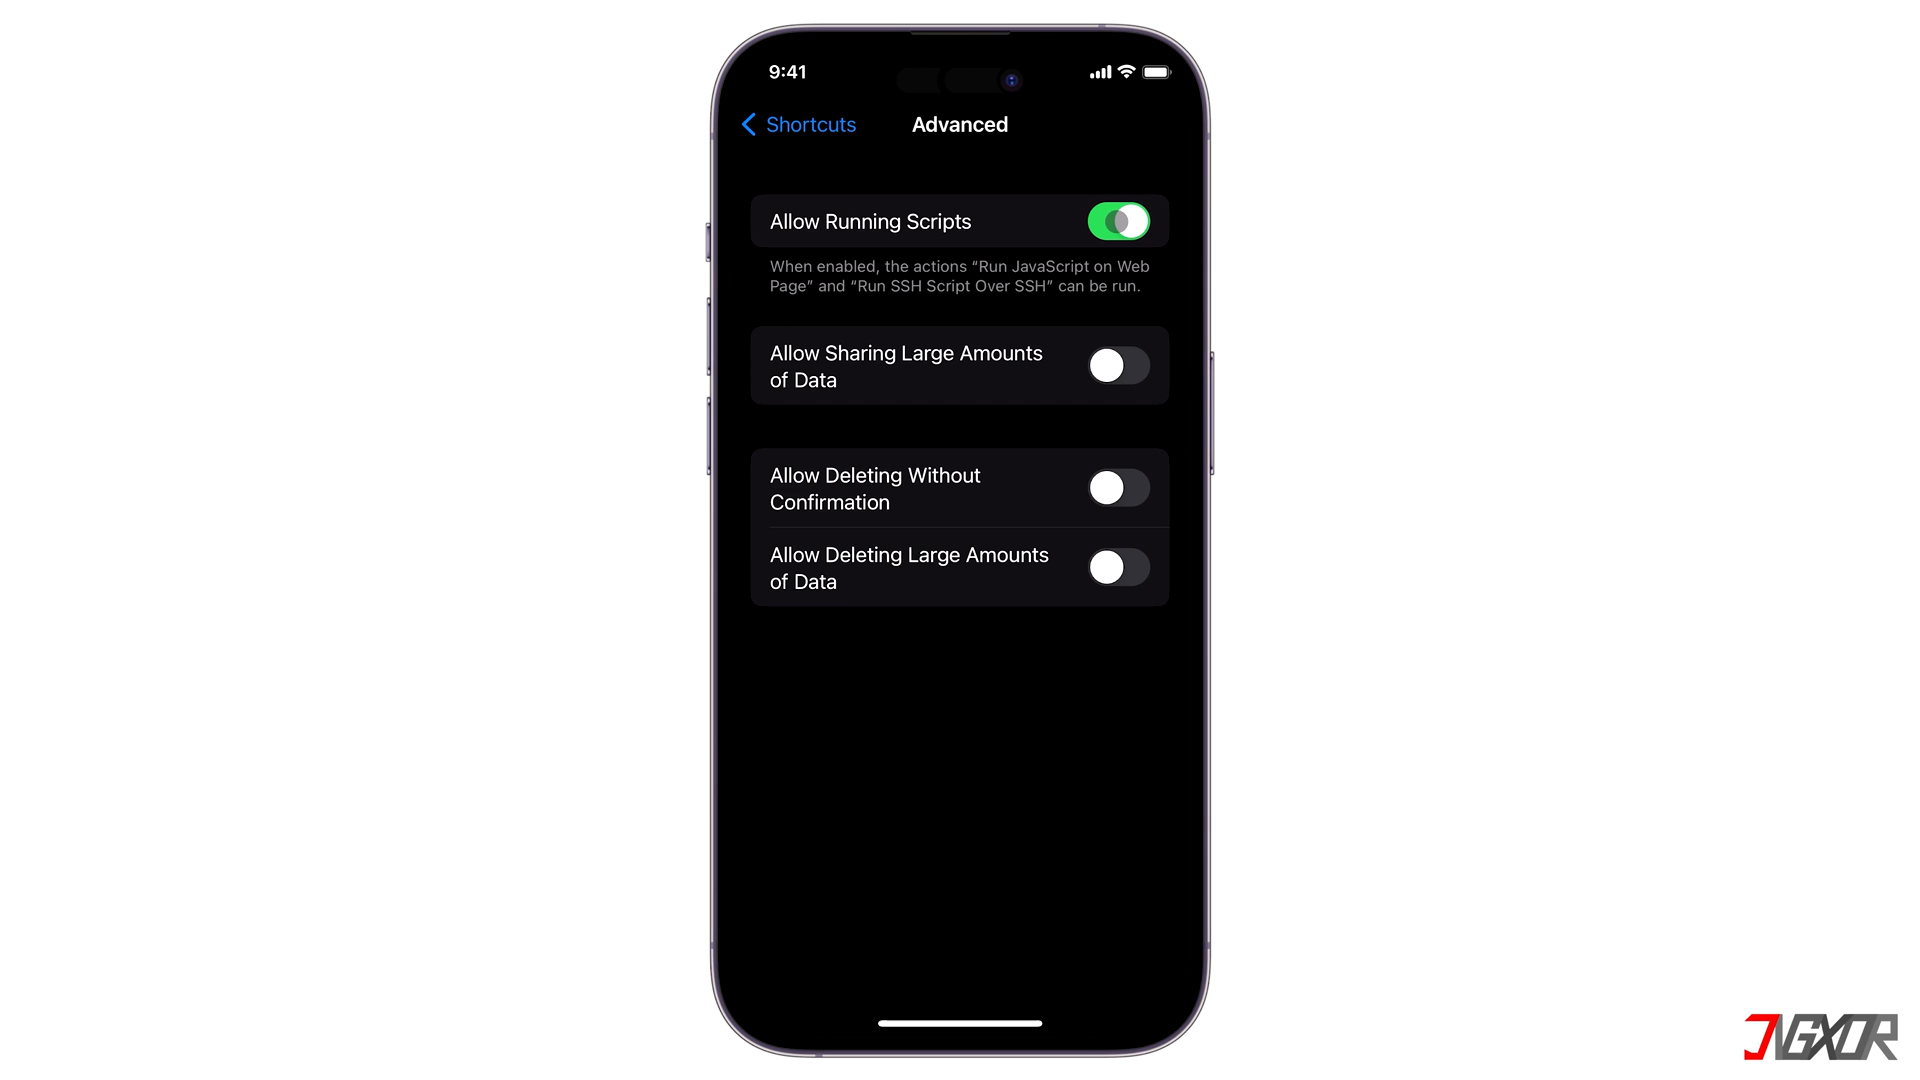 9:41
Shortcuts
Advanced
Allow Running Scripts
When enabled, the actions “Run JavaScript on Web
Page” and “Run SSH Script Over SSH” can be run.
Allow Sharing Large Amounts
of Data
Allow Deleting Without
Confirmation
Allow Deleting Large Amounts
of Data